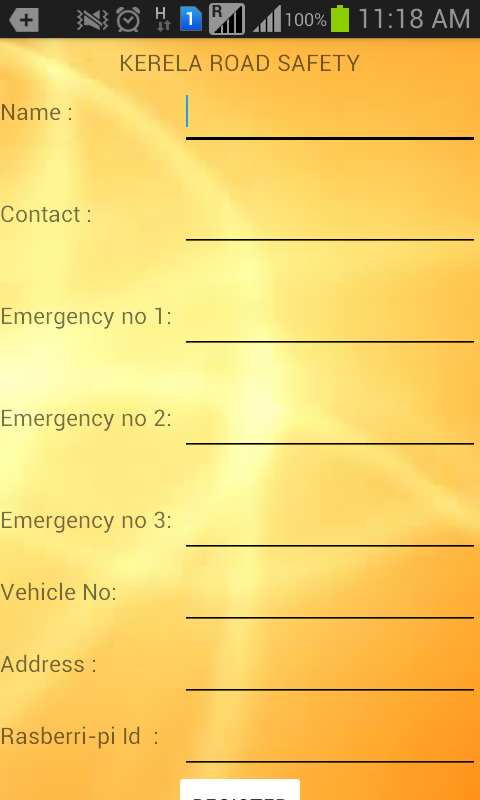 H R 1 100% 11:18 AM
KERELA ROAD SAFETY
Name :
Contact :
Emergency no 1:
Emergency no 2:
Emergency no 3:
Vehicle No:
Address :
Rasberri-pi Id :
REGISTER